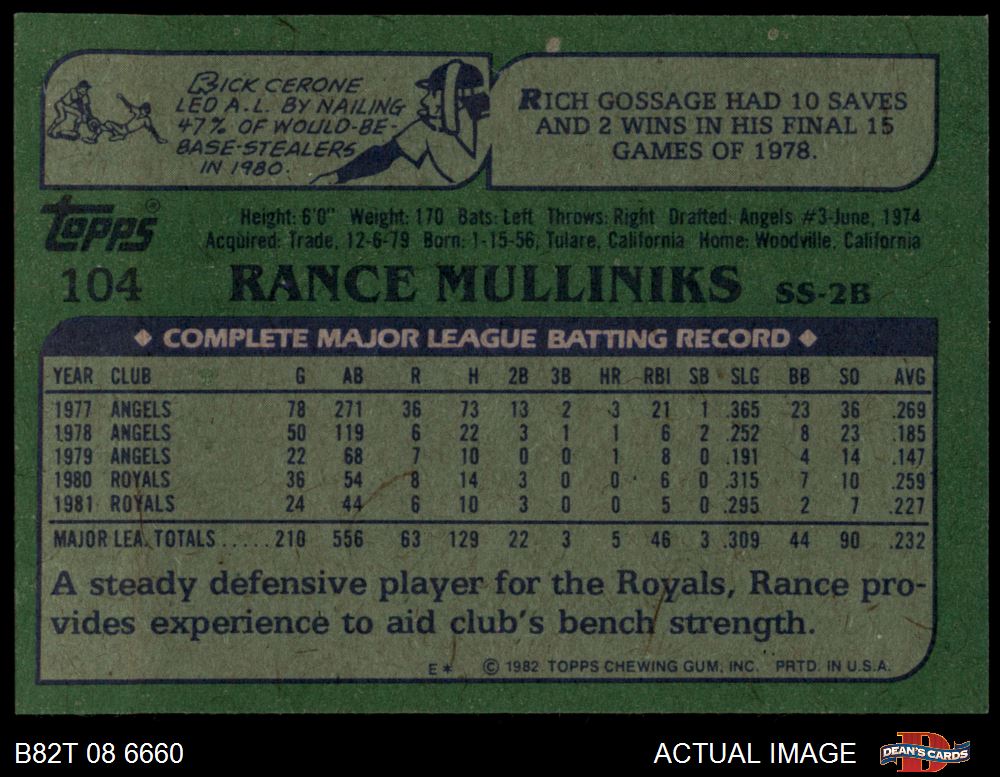 RICK CERONE
LED A.L. BY NAILING
47% OF WOULD-BE-
BASE-STEALERS
IN 1980.
RICH GOSSAGE HAD 10 SAVES
AND 2 WINS IN HIS FINAL 15
GAMES OF 1978.
topps®
104
Height: 6'0" Weight: 170 Bats: Left Throws: Right Drafted: Angels #3-June, 1974
Acquired: Trade, 12-6-79 Born: 1-15-56, Tulare, California Home: Woodville, California
RANCE MULLINIKS SS-2B
◆ COMPLETE MAJOR LEAGUE BATTING RECORD ◆
YEAR CLUB G AB R H 2B 3B HR RBI SB SLG BB SO AVG
1977 ANGELS 78 271 36 73 13 2 3 21 1 .365 23 36 .269
1978 ANGELS 50 119 6 22 3 1 1 6 2 .252 8 23 .185
1979 ANGELS 22 68 7 10 0 0 1 8 0 .191 4 14 .147
1980 ROYALS 36 54 8 14 3 0 0 6 0 .315 7 10 .259
1981 ROYALS 24 44 6 10 3 0 0 5 0 .295 2 7 .227
MAJOR LEA. TOTALS ..... 210 556 63 129 22 3 5 46 3 .309 44 90 .232
A steady defensive player for the Royals, Rance pro-
vides experience to aid club's bench strength.
E* © 1982 TOPPS CHEWING GUM, INC. PRTD. IN U.S.A.
B82T 08 6660 ACTUAL IMAGE DEAN'S CARDS